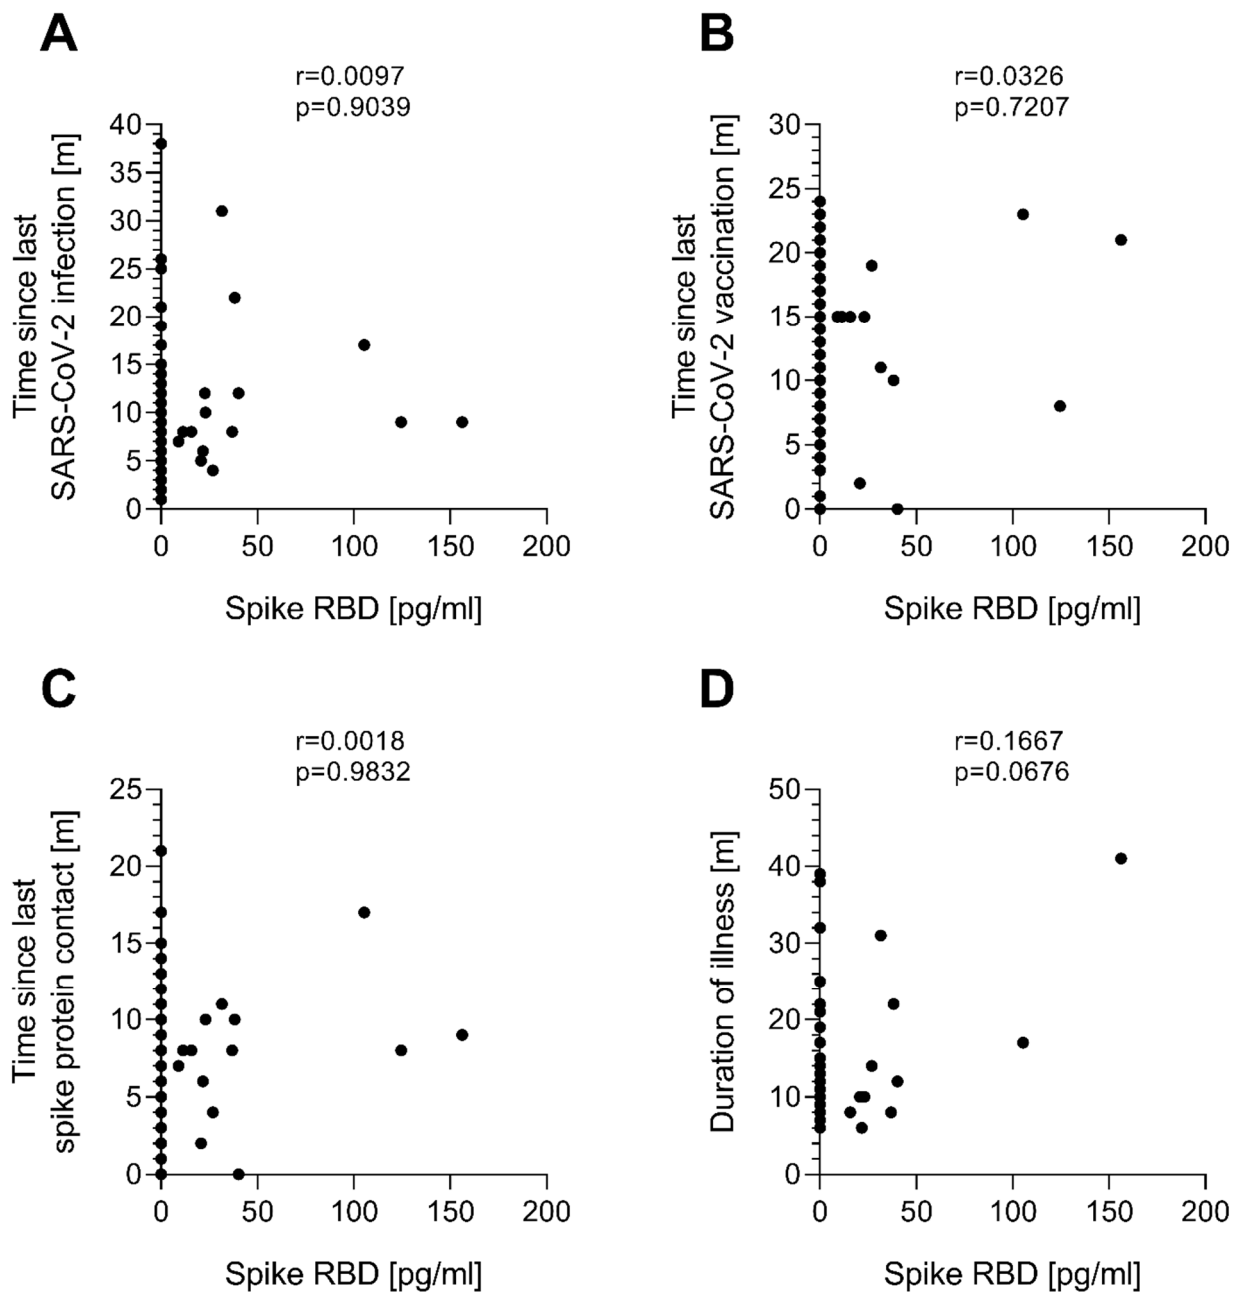 A
r=0.0097
p=0.9039
Time since last
SARS-CoV-2 infection [m]
40
35
30
25
20
15
10
5
0
0 50 100 150 200
Spike RBD [pg/ml]
B
r=0.0326
p=0.7207
Time since last
SARS-CoV-2 vaccination [m]
30
25
20
15
10
5
0
0 50 100 150 200
Spike RBD [pg/ml]
C
r=0.0018
p=0.9832
Time since last
spike protein contact [m]
25
20
15
10
5
0
0 50 100 150 200
Spike RBD [pg/ml]
D
r=0.1667
p=0.0676
Duration of illness [m]
50
40
30
20
10
0
0 50 100 150 200
Spike RBD [pg/ml]